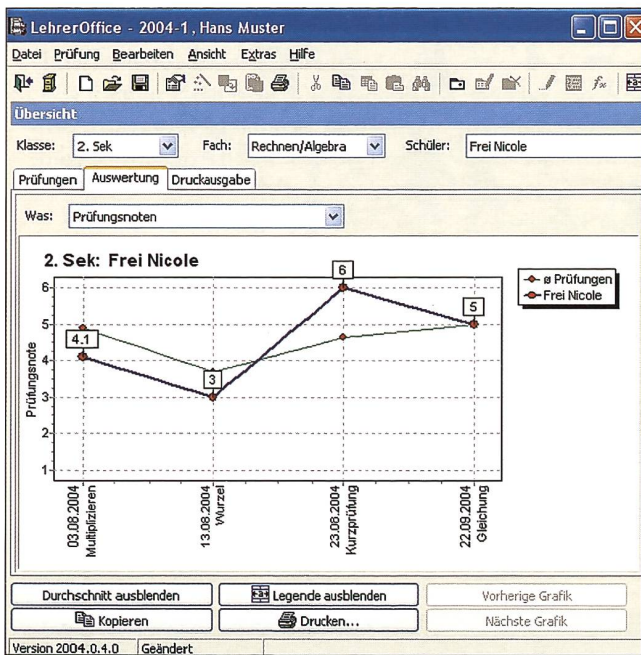 LehrerOffice - 2004-1, Hans Muster
Datei Prüfung Bearbeiten Ansicht Extras Hilfe
Übersicht
Klasse: 2. Sek Fach: Rechnen/Algebra Schüler: Frei Nicole
Prüfungen Auswertung Druckausgabe
Was: Prüfungsnoten
2. Sek: Frei Nicole
Prüfungsnote
6
5
4
3
2
1
4.1
3
6
5
ø Prüfungen
Frei Nicole
03.08.2004
Multiplizieren
13.08.2004
Wurzel
23.08.2004
Kurzprüfung
22.09.2004
Gleichung
Durchschnitt ausblenden Legende ausblenden Vorherige Grafik
Kopieren Drucken... Nächste Grafik
Version 2004.0.4.0 Geändert